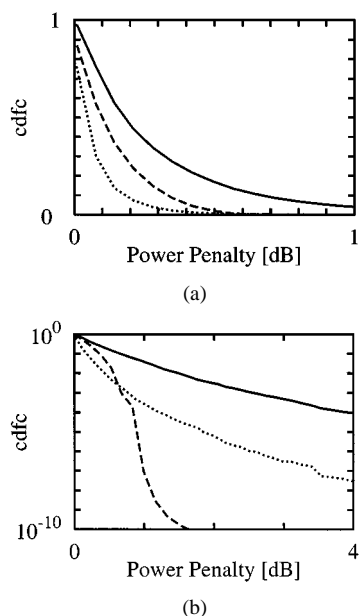 1
cdfc
0
0
1
Power Penalty [dB]
(a)
10^0
cdfc
10^-10
0
4
Power Penalty [dB]
(b)